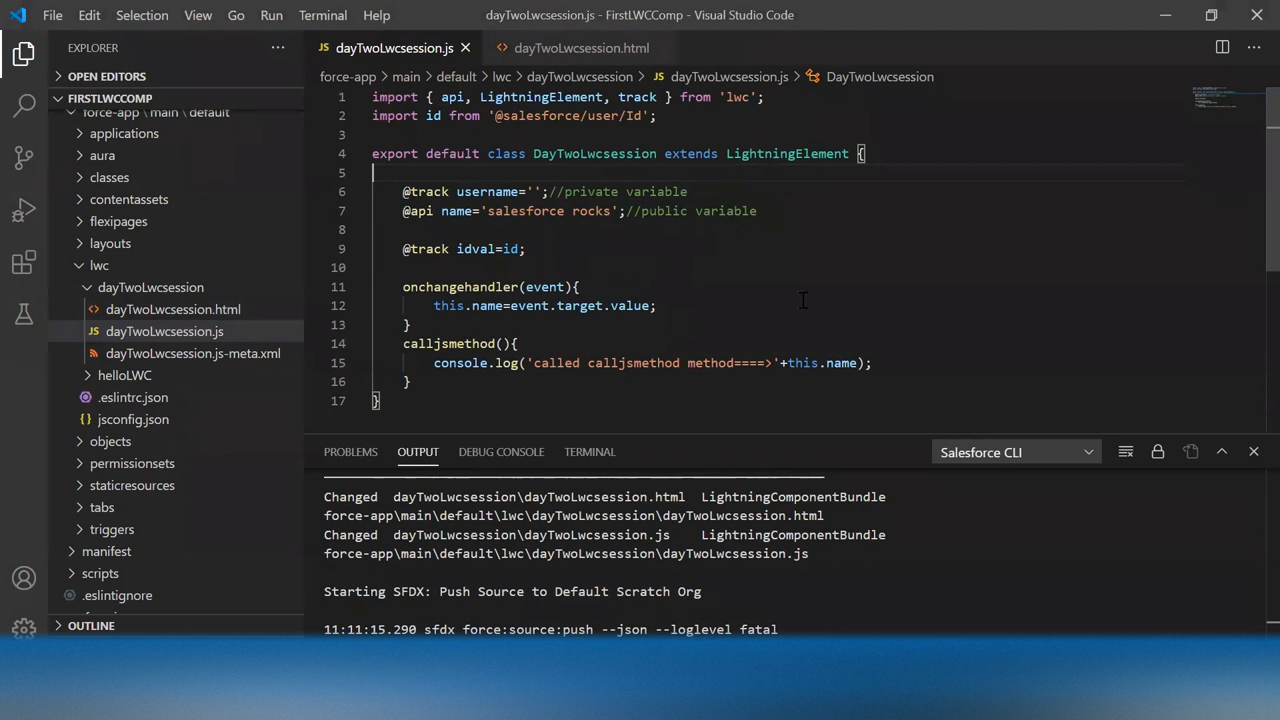 File Edit Selection View Go Run Terminal Help dayTwoLwcsession.js - FirstLWCComp - Visual Studio Code
EXPLORER
OPEN EDITORS
FIRSTLWCCOMP
force-app \ main \ default
applications
aura
classes
contentassets
flexipages
layouts
lwc
dayTwoLwcsession
<> dayTwoLwcsession.html
JS dayTwoLwcsession.js
dayTwoLwcsession.js-meta.xml
helloLWC
.eslintrc.json
{} jsconfig.json
objects
permissionsets
staticresources
tabs
triggers
manifest
scripts
.eslintignore
OUTLINE
JS dayTwoLwcsession.js <> dayTwoLwcsession.html
force-app > main > default > lwc > dayTwoLwcsession > JS dayTwoLwcsession.js > DayTwoLwcsession
1 import { api, LightningElement, track } from 'lwc';
2 import id from '@salesforce/user/Id';
3
4 export default class DayTwoLwcsession extends LightningElement {
5
6 @track username='';//private variable
7 @api name='salesforce rocks';//public variable
8
9 @track idval=id;
10
11 onchangehandler(event){
12 this.name=event.target.value;
13 }
14 calljsmethod(){
15 console.log('called calljsmethod method====>'+this.name);
16 }
17 }
PROBLEMS OUTPUT DEBUG CONSOLE TERMINAL Salesforce CLI
Changed dayTwoLwcsession\dayTwoLwcsession.html LightningComponentBundle
force-app\main\default\lwc\dayTwoLwcsession\dayTwoLwcsession.html
Changed dayTwoLwcsession\dayTwoLwcsession.js LightningComponentBundle
force-app\main\default\lwc\dayTwoLwcsession\dayTwoLwcsession.js
Starting SFDX: Push Source to Default Scratch Org
11:11:15.290 sfdx force:source:push --json --loglevel fatal